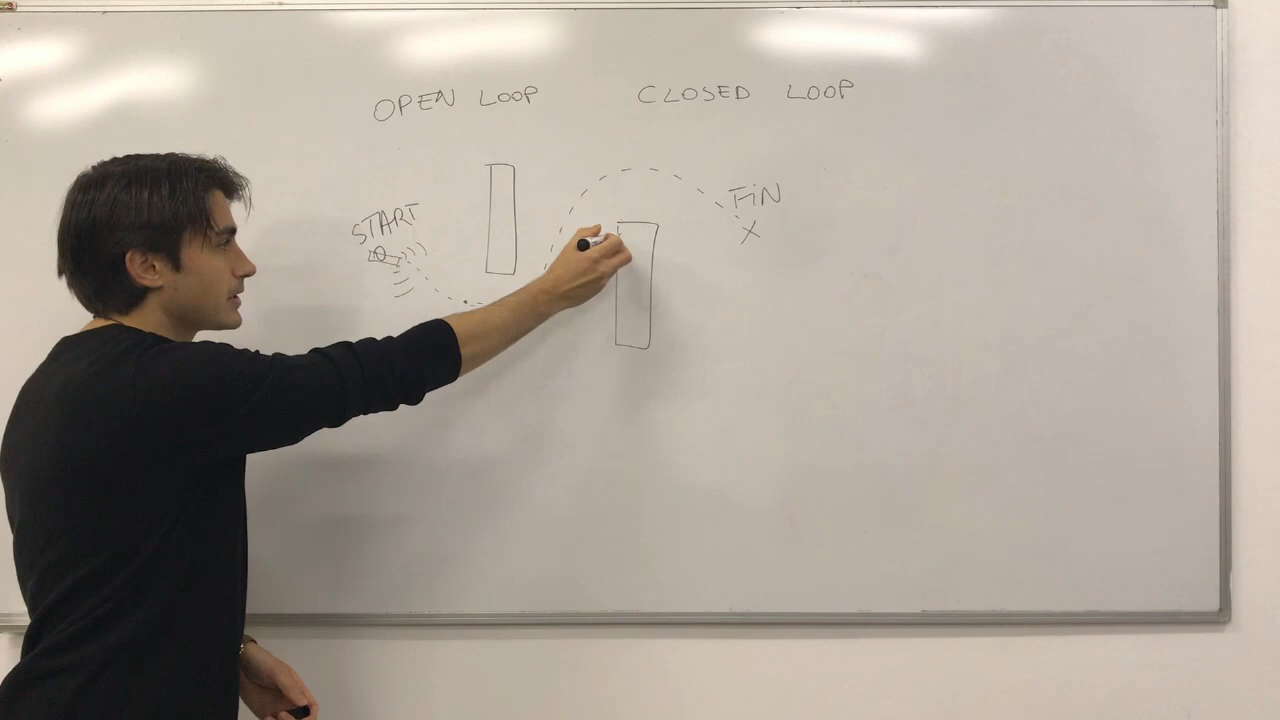 OPEN LOOP
CLOSED LOOP
START
FiN
X